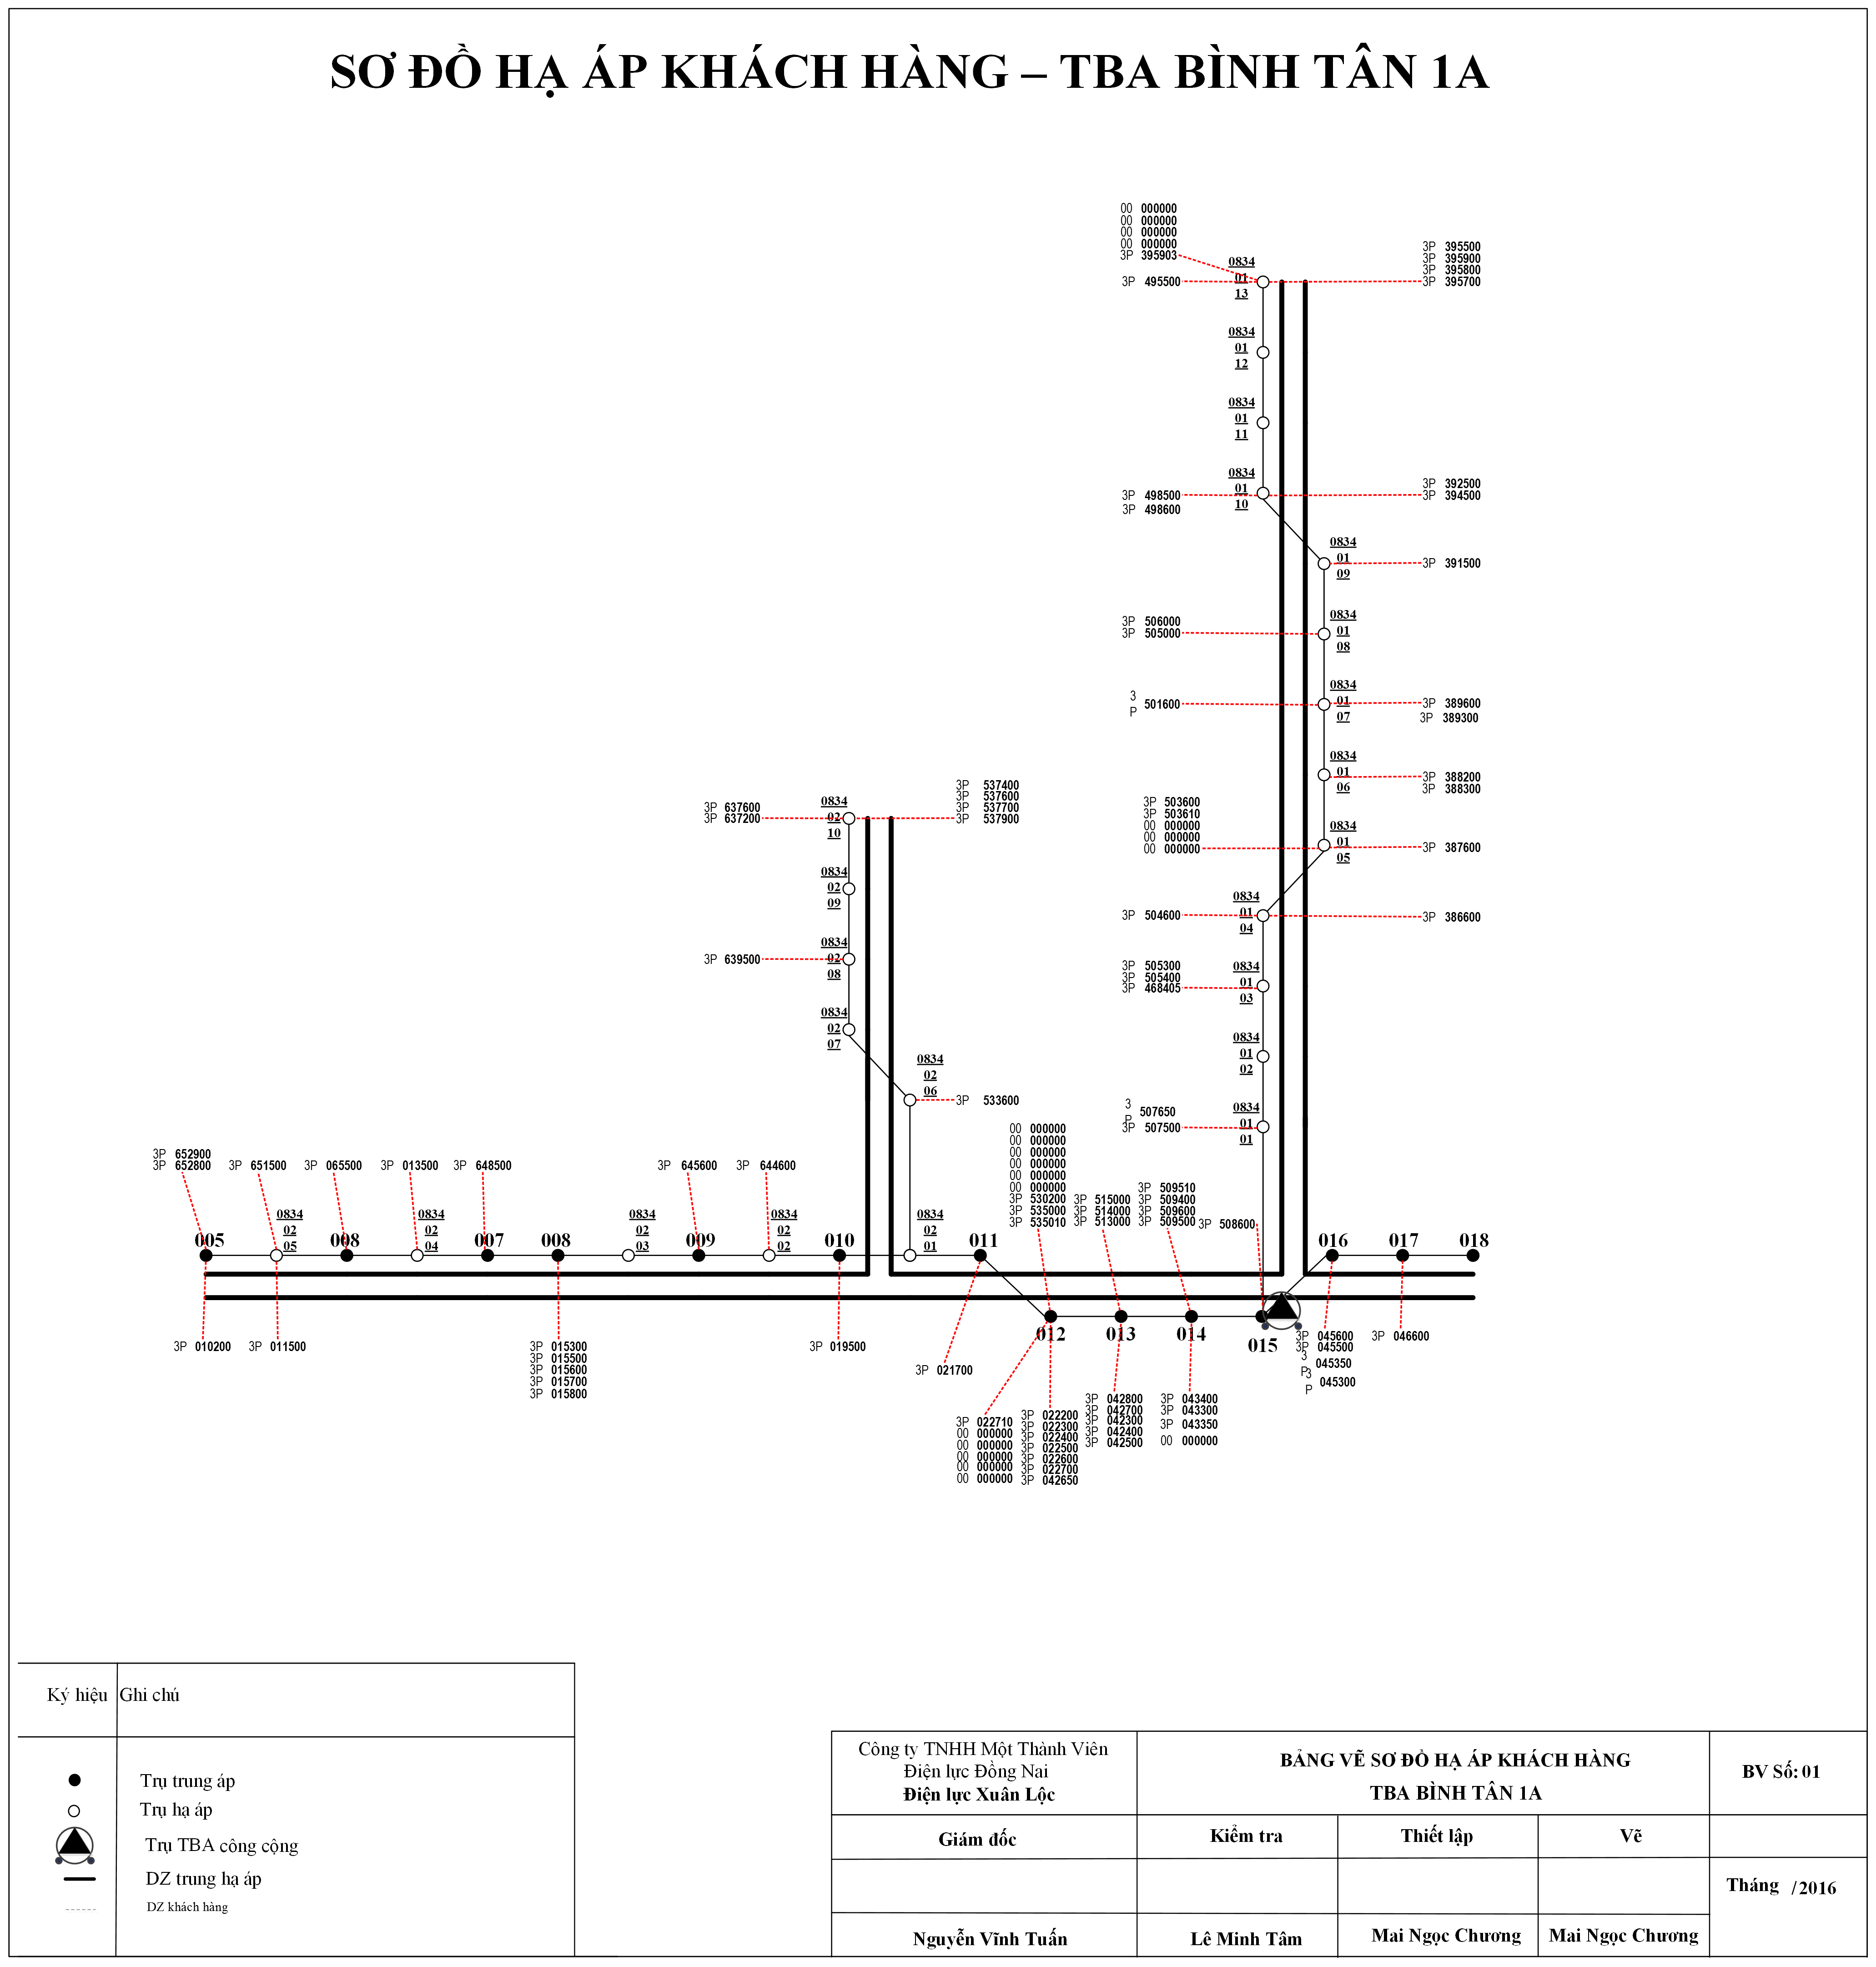 SƠ ĐỒ HẠ ÁP KHÁCH HÀNG – TBA BÌNH TÂN 1A
00 000000
00 000000
00 000000
00 000000
3P 395903
3P 495500
0834
01
13
3P 395500
3P 395900
3P 395800
3P 395700
0834
01
12
0834
01
11
0834
01
10
3P 498500
3P 498600
3P 392500
3P 394500
0834
01
09
3P 391500
3P 506000
3P 505000
0834
01
08
3
P 501600
0834
01
07
3P 389600
3P 389300
0834
01
06
3P 388200
3P 388300
3P 503600
3P 503610
00 000000
00 000000
00 000000
0834
01
05
3P 387600
3P 504600
0834
01
04
3P 386600
3P 505300
3P 505400
3P 468405
0834
01
03
0834
01
02
3
P 507650
3P 507500
0834
01
01
3P 637600
3P 637200
0834
02
10
3P 537400
3P 537600
3P 537700
3P 537900
0834
02
09
3P 639500
0834
02
08
0834
02
07
0834
02
06
3P 533600
3P 652900
3P 652800
3P 651500
3P 065500
3P 013500
3P 648500
3P 645600
3P 644600
00 000000
00 000000
00 000000
00 000000
00 000000
00 000000
3P 530200
3P 535000
3P 535010
3P 515000
3P 514000
3P 513000
3P 509510
3P 509400
3P 509600
3P 509500
3P 508600
005
0834
02
05
008
0834
02
04
007
008
0834
02
03
009
0834
02
02
010
0834
02
01
011
016
017
018
012
013
014
015
3P 010200
3P 011500
3P 015300
3P 015500
3P 015600
3P 015700
3P 015800
3P 019500
3P 021700
3P 045600
3P 045500
3
P 045350
3
P 045300
3P 046600
3P 022710
00 000000
00 000000
00 000000
00 000000
00 000000
3P 022200
3P 022300
3P 022400
3P 022500
3P 022600
3P 022700
3P 042650
3P 042800
3P 042700
3P 042300
3P 042400
3P 042500
3P 043400
3P 043300
3P 043350
00 000000
Ký hiệu Ghi chú
Trụ trung áp
Trụ hạ áp
Trụ TBA công cộng
DZ trung hạ áp
DZ khách hàng
Công ty TNHH Một Thành Viên
Điện lực Đồng Nai
Điện lực Xuân Lộc
BẢNG VẼ SƠ ĐỎ HẠ ÁP KHÁCH HÀNG
TBA BÌNH TÂN 1A
BV Số: 01
Giám đốc
Kiểm tra
Thiết lập
Vẽ
Tháng /2016
Nguyễn Vĩnh Tuấn
Lê Minh Tâm
Mai Ngọc Chương
Mai Ngọc Chương